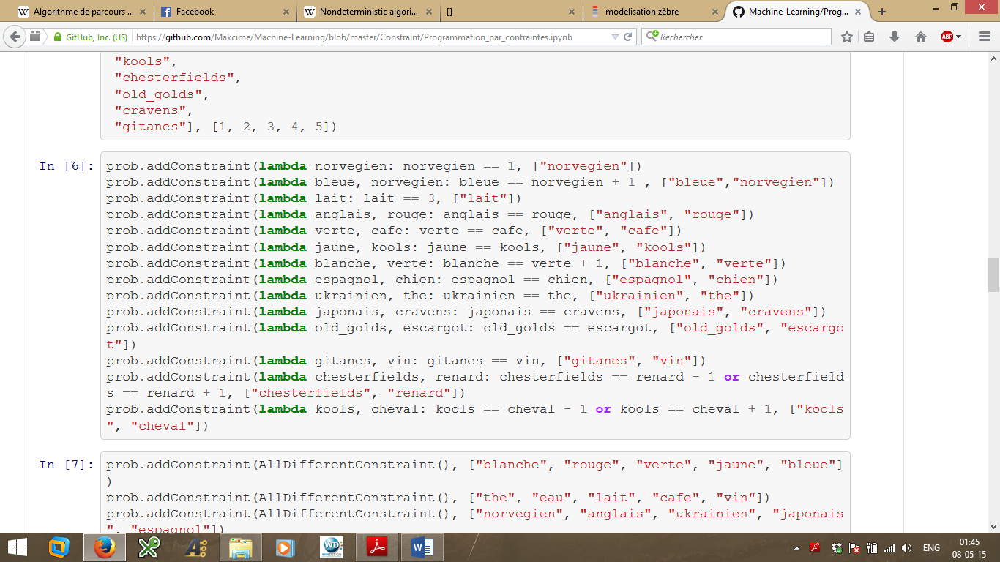 Algorithme de parcours ...
Facebook
Nondeterministic algori...
[]
modelisation zèbre
Machine-Learning/Prog...
GitHub, Inc. (US)
https://github.com/Makcime/Machine-Learning/blob/master/Constraint/Programmation_par_contraintes.ipynb
Rechercher
ABP
"kools",
"chesterfields",
"old_golds",
"cravens",
"gitanes"], [1, 2, 3, 4, 5])
In [6]:
prob.addConstraint(lambda norvegien: norvegien == 1, ["norvegien"])
prob.addConstraint(lambda bleue, norvegien: bleue == norvegien + 1 , ["bleue","norvegien"])
prob.addConstraint(lambda lait: lait == 3, ["lait"])
prob.addConstraint(lambda anglais, rouge: anglais == rouge, ["anglais", "rouge"])
prob.addConstraint(lambda verte, cafe: verte == cafe, ["verte", "cafe"])
prob.addConstraint(lambda jaune, kools: jaune == kools, ["jaune", "kools"])
prob.addConstraint(lambda blanche, verte: blanche == verte + 1, ["blanche", "verte"])
prob.addConstraint(lambda espagnol, chien: espagnol == chien, ["espagnol", "chien"])
prob.addConstraint(lambda ukrainien, the: ukrainien == the, ["ukrainien", "the"])
prob.addConstraint(lambda japonais, cravens: japonais == cravens, ["japonais", "cravens"])
prob.addConstraint(lambda old_golds, escargot: old_golds == escargot, ["old_golds", "escargo
t"])
prob.addConstraint(lambda gitanes, vin: gitanes == vin, ["gitanes", "vin"])
prob.addConstraint(lambda chesterfields, renard: chesterfields == renard - 1 or chesterfield
s == renard + 1, ["chesterfields", "renard"])
prob.addConstraint(lambda kools, cheval: kools == cheval - 1 or kools == cheval + 1, ["kools
", "cheval"])
In [7]:
prob.addConstraint(AllDifferentConstraint(), ["blanche", "rouge", "verte", "jaune", "bleue"]
)
prob.addConstraint(AllDifferentConstraint(), ["the", "eau", "lait", "cafe", "vin"])
prob.addConstraint(AllDifferentConstraint(), ["norvegien", "anglais", "ukrainien", "japonais
", "espagnol"])
ENG
01:45
08-05-15